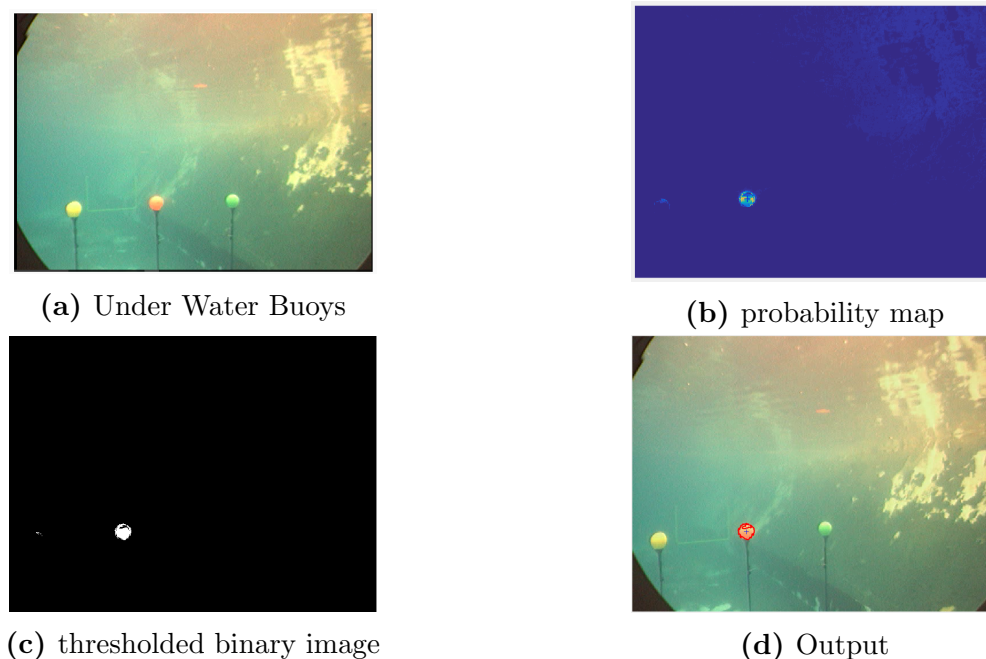 (a) Under Water Buoys
(b) probability map
(c) thresholded binary image
(d) Output